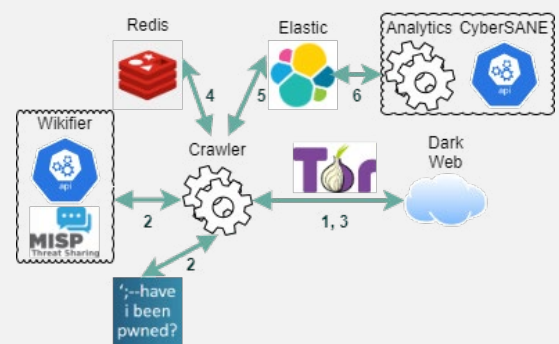 Redis
Elastic
Analytics CyberSANE
api
4
5
6
Wikifier
api
MISP
Threat Sharing
Crawler
Tor
Dark
Web
2
1, 3
2
';--have
i been
pwned?